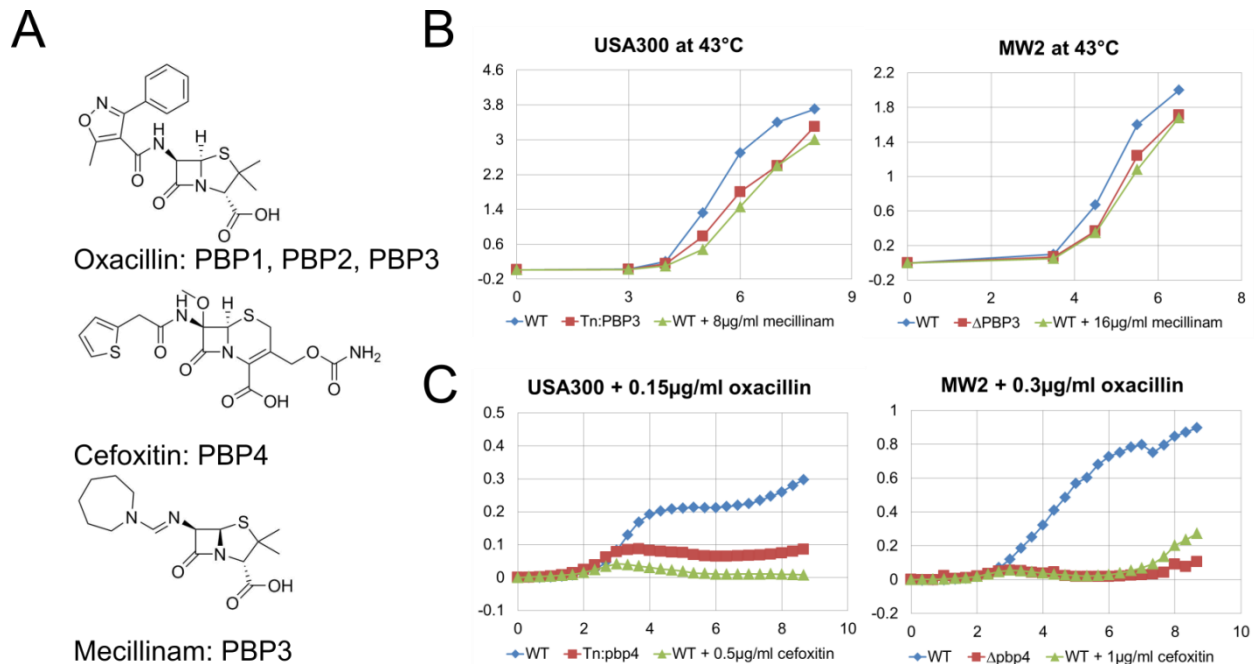 A
O
N
H
N
H
S
O
O
N
O
OH
Oxacillin: PBP1, PBP2, PBP3
O
H
N
H
S
S
O
O
N
O
NH2
O
O
OH
Cefoxitin: PBP4
N
N
H
S
O
N
O
OH
Mecillinam: PBP3
B
USA300 at 43°C
4.6
3.8
3
2.2
1.4
0.6
-0.2
0 3 6 9
WT Tn:PBP3 WT + 8µg/ml mecillinam
MW2 at 43°C
2.2
1.8
1.4
1
0.6
0.2
-0.2
0 2 4 6 8
WT ΔPBP3 WT + 16µg/ml mecillinam
C
USA300 + 0.15µg/ml oxacillin
0.5
0.4
0.3
0.2
0.1
0
-0.1
0 2 4 6 8 10
WT Tn:pbp4 WT + 0.5µg/ml cefoxitin
MW2 + 0.3µg/ml oxacillin
1
0.8
0.6
0.4
0.2
0
-0.2
0 2 4 6 8 10
WT Δpbp4 WT + 1µg/ml cefoxitin